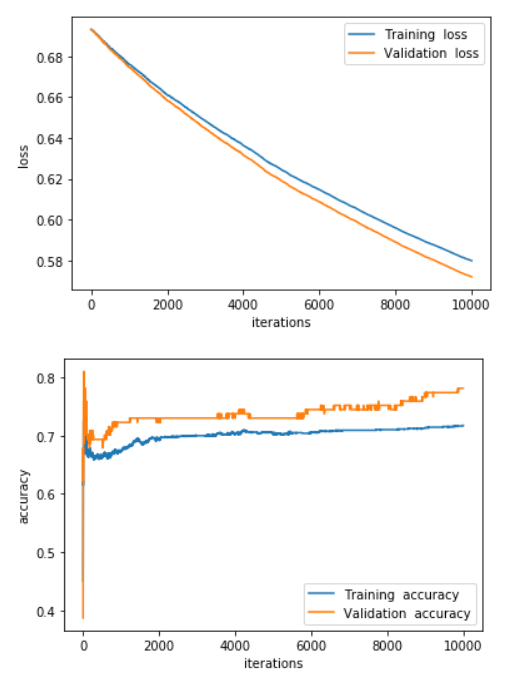 Training loss
Validation loss
0.68
0.66
0.64
0.62
0.60
0.58
loss
0 2000 4000 6000 8000 10000
iterations
0.8
0.7
0.6
0.5
0.4
accuracy
Training accuracy
Validation accuracy
0 2000 4000 6000 8000 10000
iterations